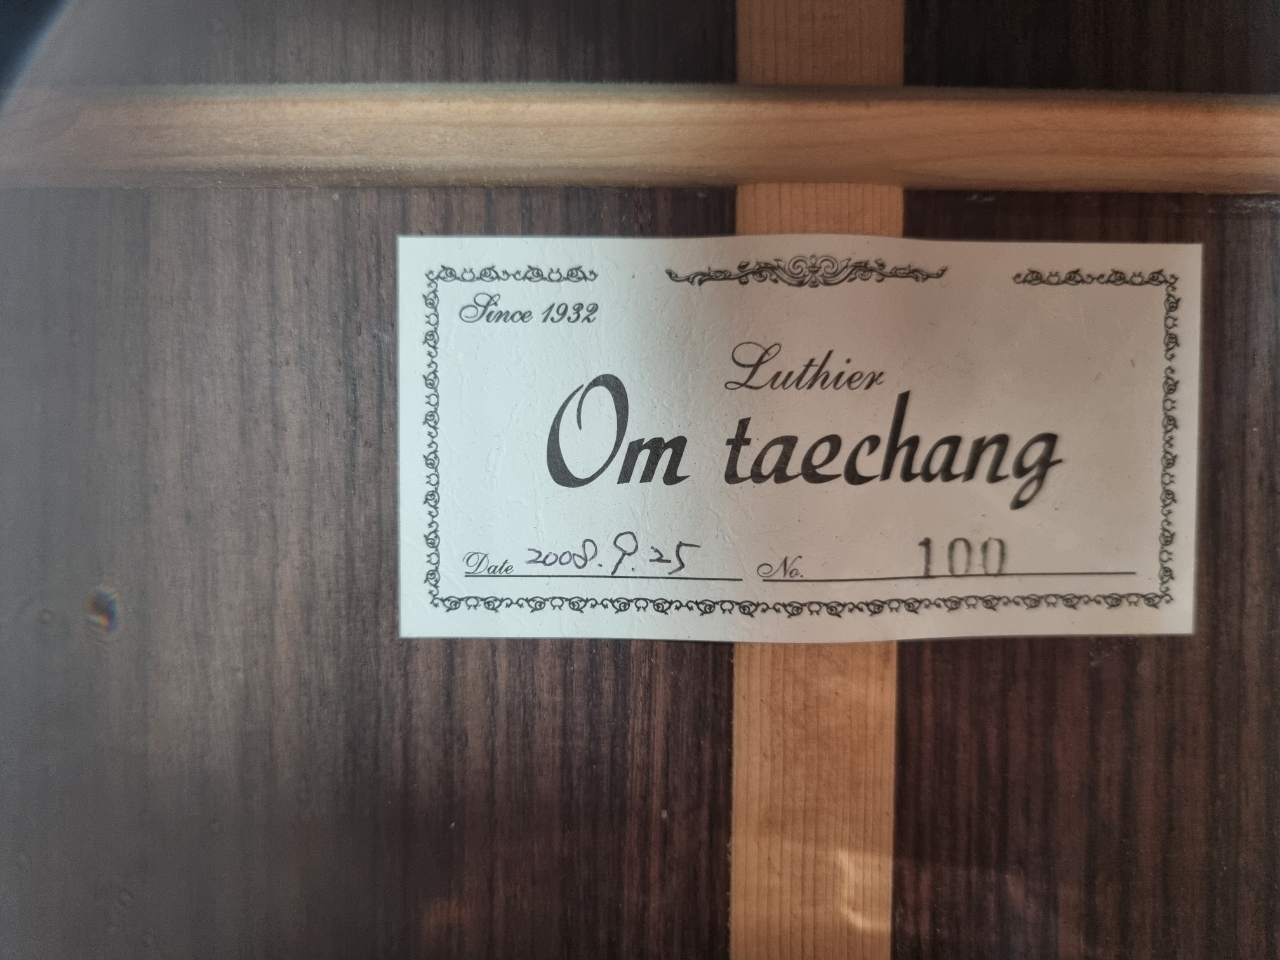 Since 1932
Luthier
Om taechang
Date 2008. 9. 25 No. 100